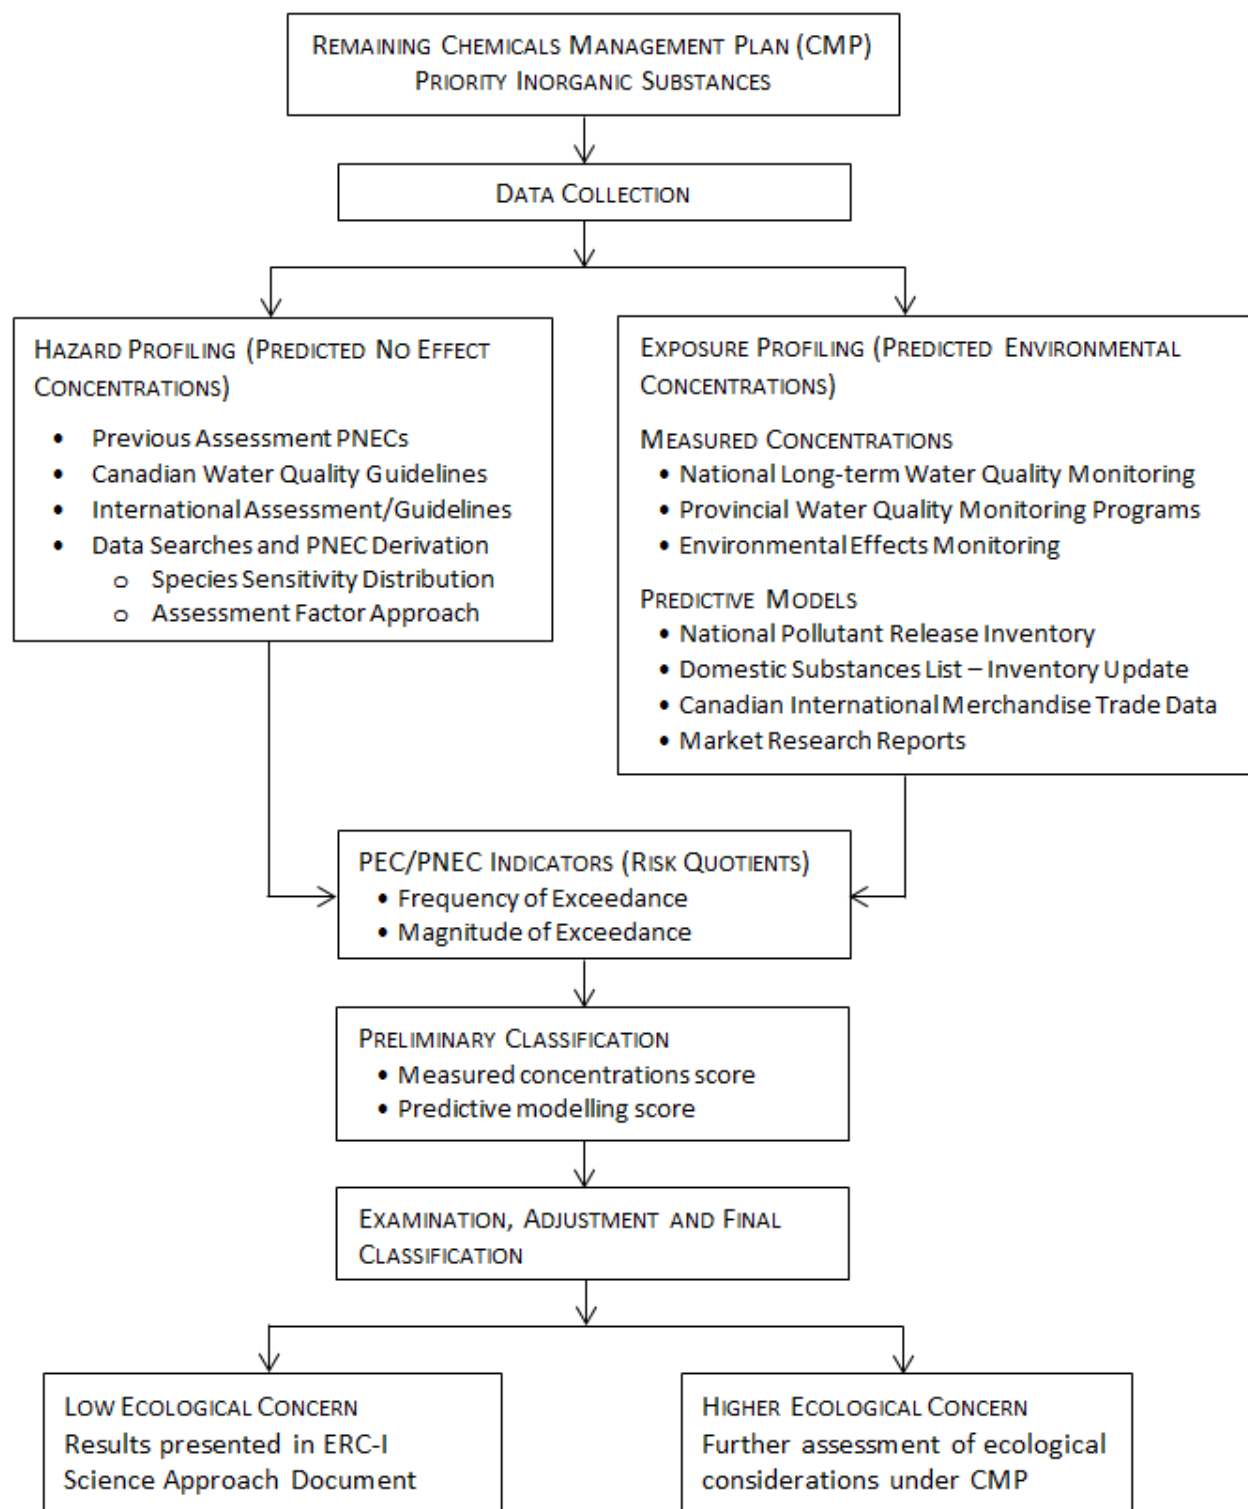 REMAINING CHEMICALS MANAGEMENT PLAN (CMP)
PRIORITY INORGANIC SUBSTANCES
DATA COLLECTION
HAZARD PROFILING (PREDICTED NO EFFECT
CONCENTRATIONS)
• Previous Assessment PNECs
• Canadian Water Quality Guidelines
• International Assessment/Guidelines
• Data Searches and PNEC Derivation
o Species Sensitivity Distribution
o Assessment Factor Approach
EXPOSURE PROFILING (PREDICTED ENVIRONMENTAL
CONCENTRATIONS)
MEASURED CONCENTRATIONS
• National Long-term Water Quality Monitoring
• Provincial Water Quality Monitoring Programs
• Environmental Effects Monitoring
PREDICTIVE MODELS
• National Pollutant Release Inventory
• Domestic Substances List – Inventory Update
• Canadian International Merchandise Trade Data
• Market Research Reports
PEC/PNEC INDICATORS (RISK QUOTIENTS)
• Frequency of Exceedance
• Magnitude of Exceedance
PRELIMINARY CLASSIFICATION
• Measured concentrations score
• Predictive modelling score
EXAMINATION, ADJUSTMENT AND FINAL
CLASSIFICATION
LOW ECOLOGICAL CONCERN
Results presented in ERC-I
Science Approach Document
HIGHER ECOLOGICAL CONCERN
Further assessment of ecological
considerations under CMP